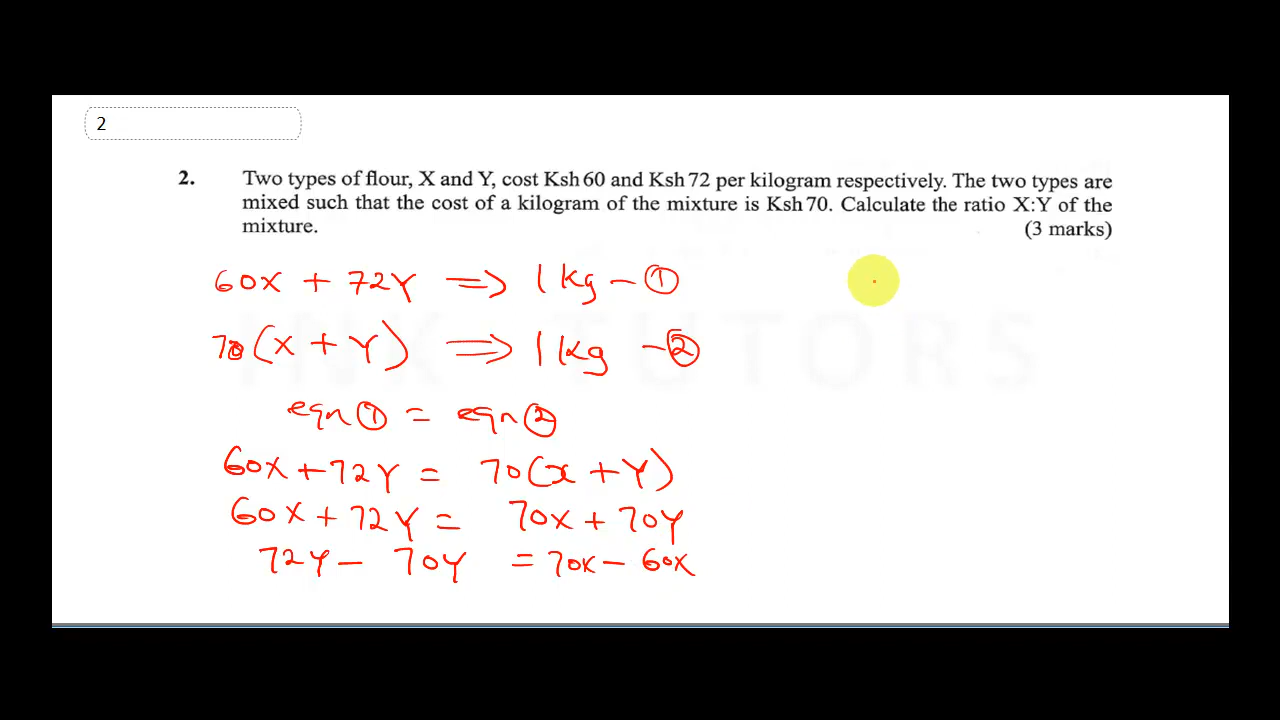 2
2. Two types of flour, X and Y, cost Ksh 60 and Ksh 72 per kilogram respectively. The two types are
mixed such that the cost of a kilogram of the mixture is Ksh 70. Calculate the ratio X:Y of the
mixture. (3 marks)
60X + 72Y ⇒ 1 kg - ①
70(X + Y) ⇒ 1 kg - ②
eqn ① = eqn ②
60X + 72Y = 70(x + Y)
60X + 72Y = 70X + 70Y
72Y - 70Y = 70X - 60X
TUTORS